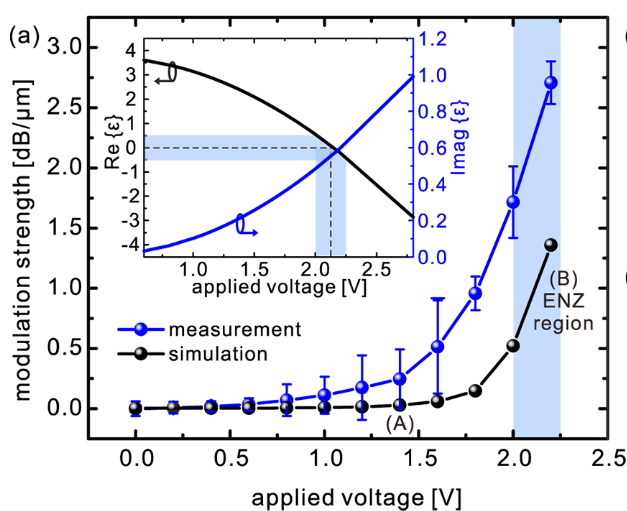 (a)
modulation strength [dB/μm]
3.0
2.5
2.0
1.5
1.0
0.5
0.0
Re {ε}
4
3
2
1
0
-1
-2
-3
-4
1.2
1.0
0.8
0.6
0.4
0.2
0.0
Imag {ε}
1.0 1.5 2.0 2.5
applied voltage [V]
measurement
simulation
(A)
(B)
ENZ
region
0.0 0.5 1.0 1.5 2.0 2.5
applied voltage [V]
(
(